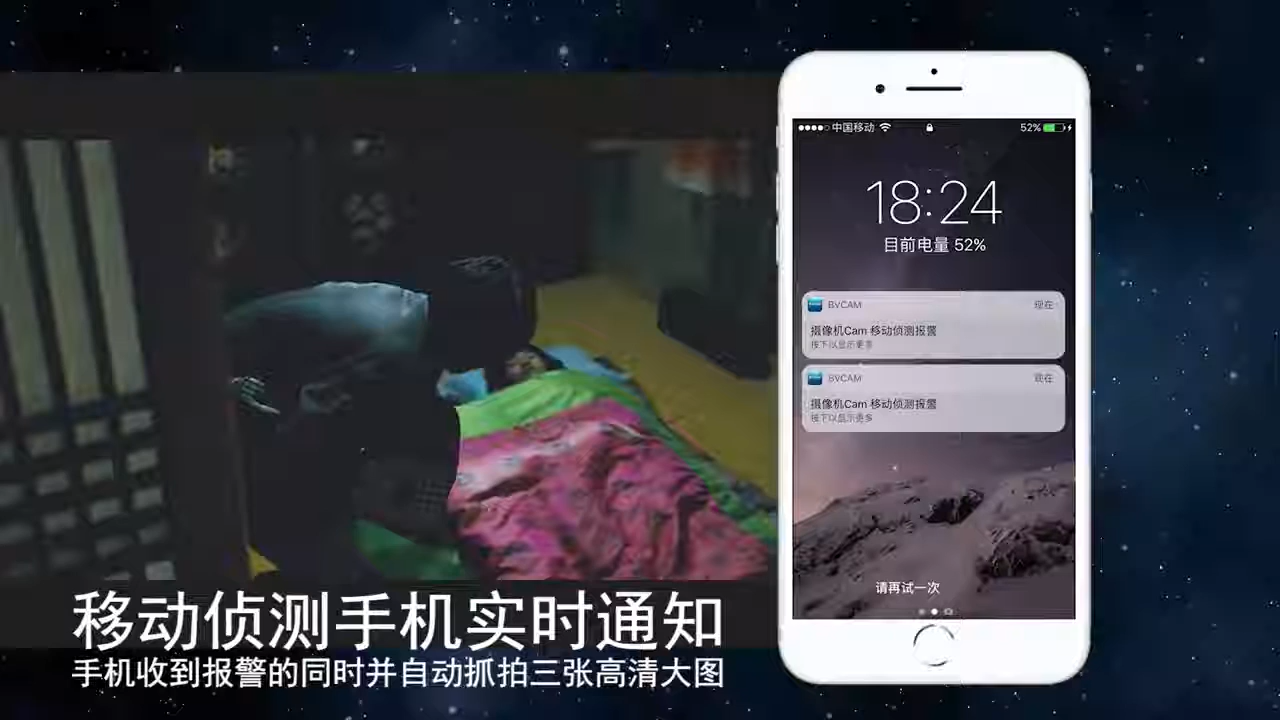 中国移动
52%
18:24
目前电量 52%
BVCAM
现在
摄像机Cam 移动侦测报警
按下以显示更多
BVCAM
现在
摄像机Cam 移动侦测报警
按下以显示更多
请再试一次
移动侦测手机实时通知
手机收到报警的同时并自动抓拍三张高清大图